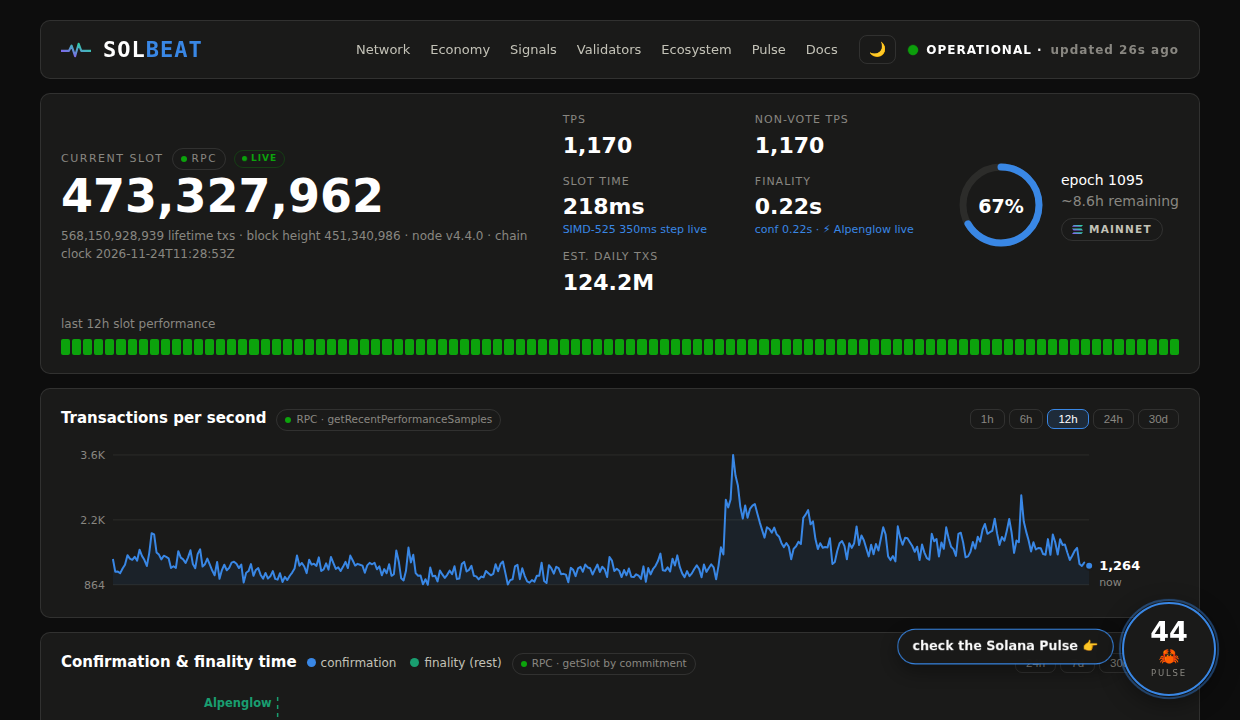 SOLBEAT
Network Economy Signals Validators Ecosystem Pulse Docs
OPERATIONAL · updated 26s ago
CURRENT SLOT RPC LIVE
473,327,962
568,150,928,939 lifetime txs · block height 451,340,986 · node v4.4.0 · chain
clock 2026-11-24T11:28:53Z
TPS
1,170
NON-VOTE TPS
1,170
SLOT TIME
218ms
SIMD-525 350ms step live
FINALITY
0.22s
conf 0.22s · ⚡ Alpenglow live
EST. DAILY TXS
124.2M
67%
epoch 1095
~8.6h remaining
MAINNET
last 12h slot performance
Transactions per second RPC · getRecentPerformanceSamples
1h 6h 12h 24h 30d
3.6K
2.2K
864
1,264
now
Confirmation & finality time confirmation finality (rest) RPC · getSlot by commitment
Alpenglow
check the Solana Pulse 👉
44
PULSE